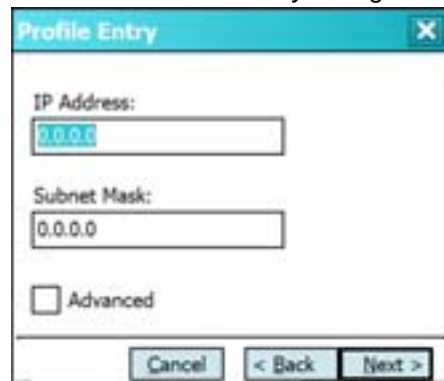 Profile Entry
IP Address:
0.0.0.0
Subnet Mask:
0.0.0.0
Advanced
Cancel < Back Next >